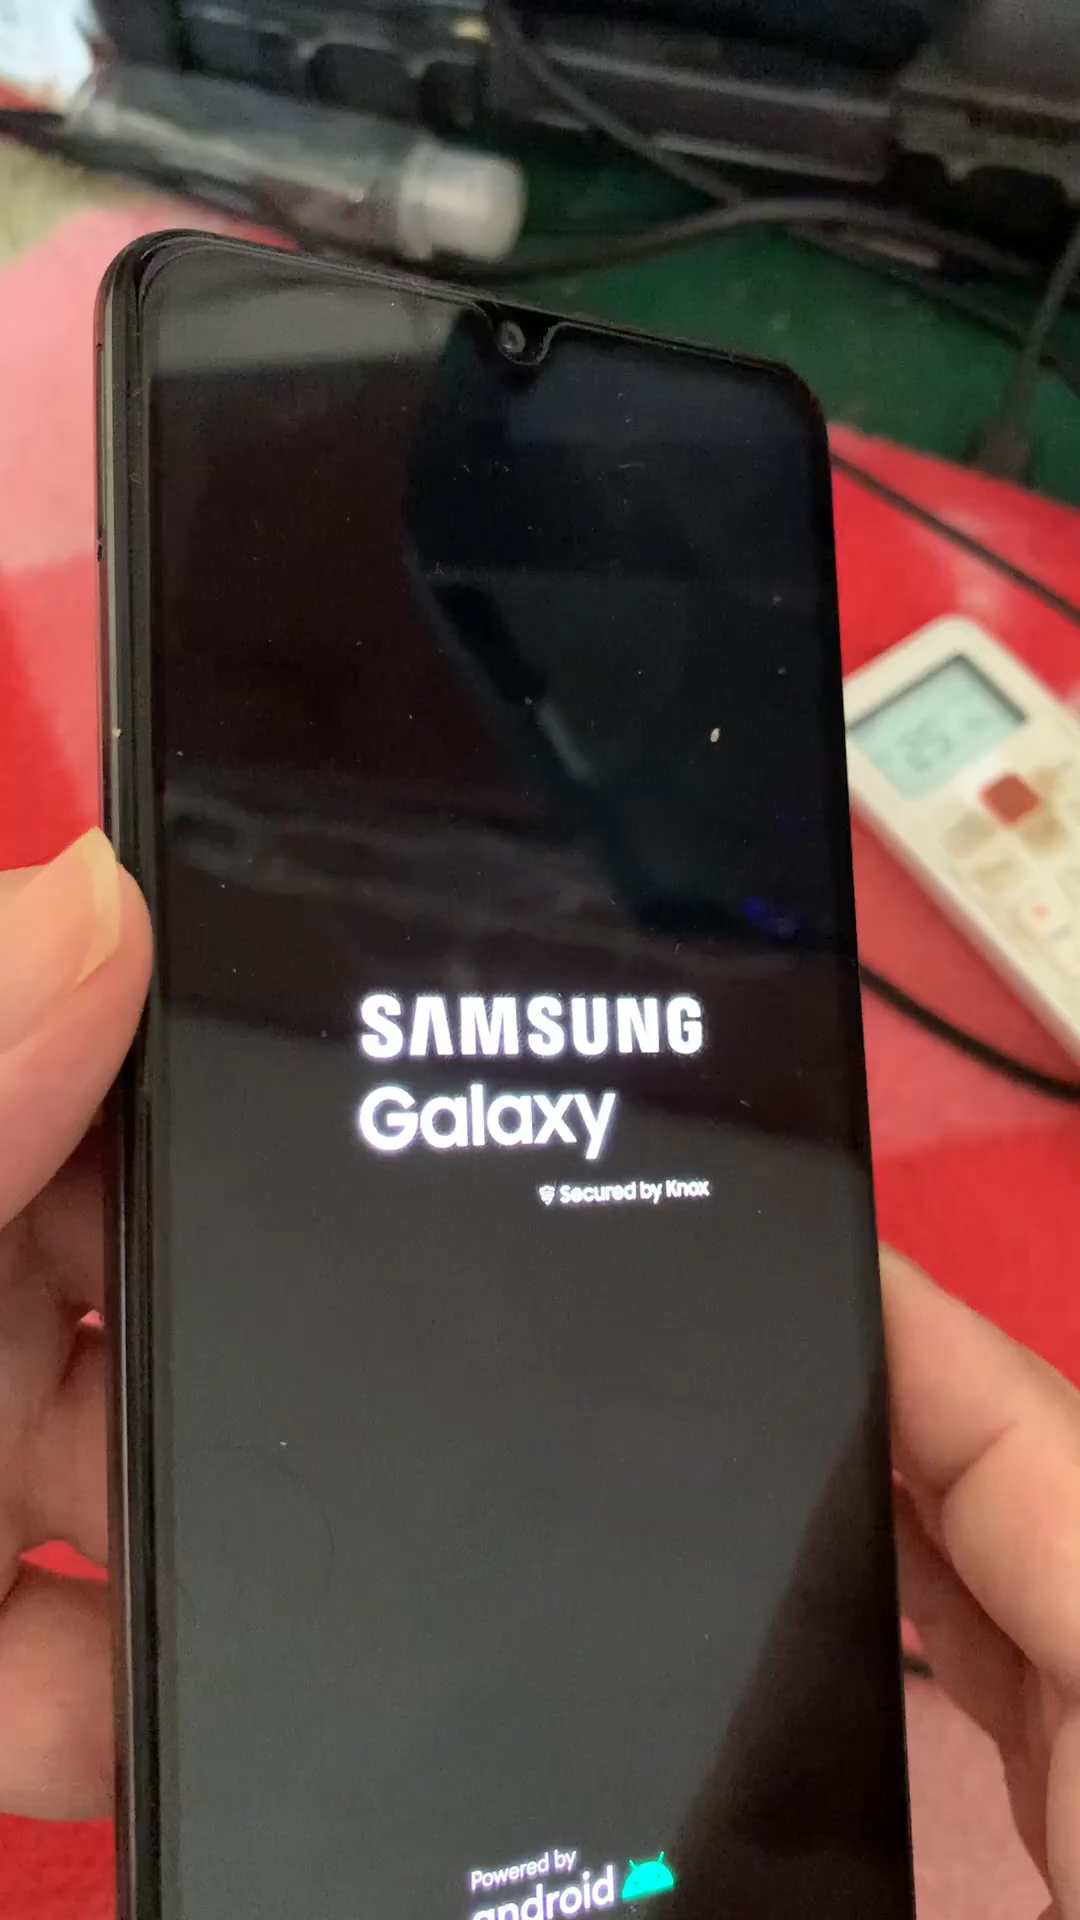 SAMSUNG
Galaxy
Secured by Knox
Powered by
android